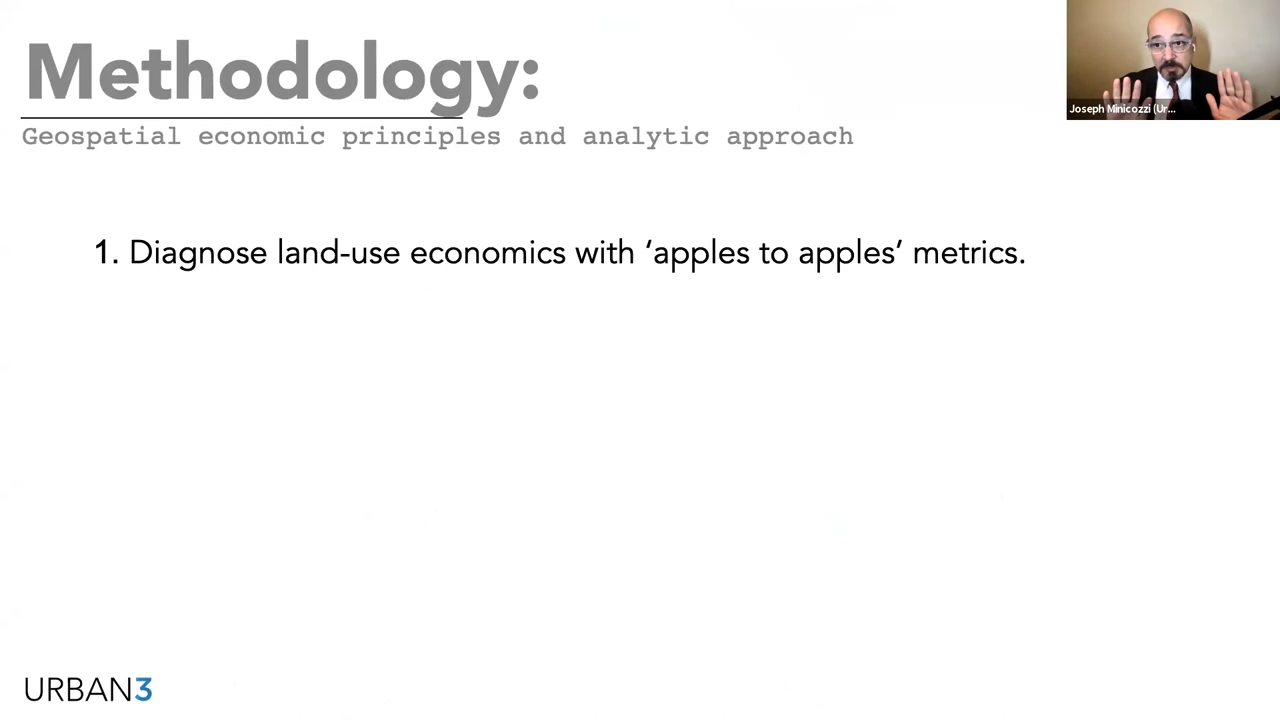 Methodology:
Geospatial economic principles and analytic approach
Joseph Minicozzi (Ur...
1. Diagnose land-use economics with ‘apples to apples’ metrics.
URBAN3